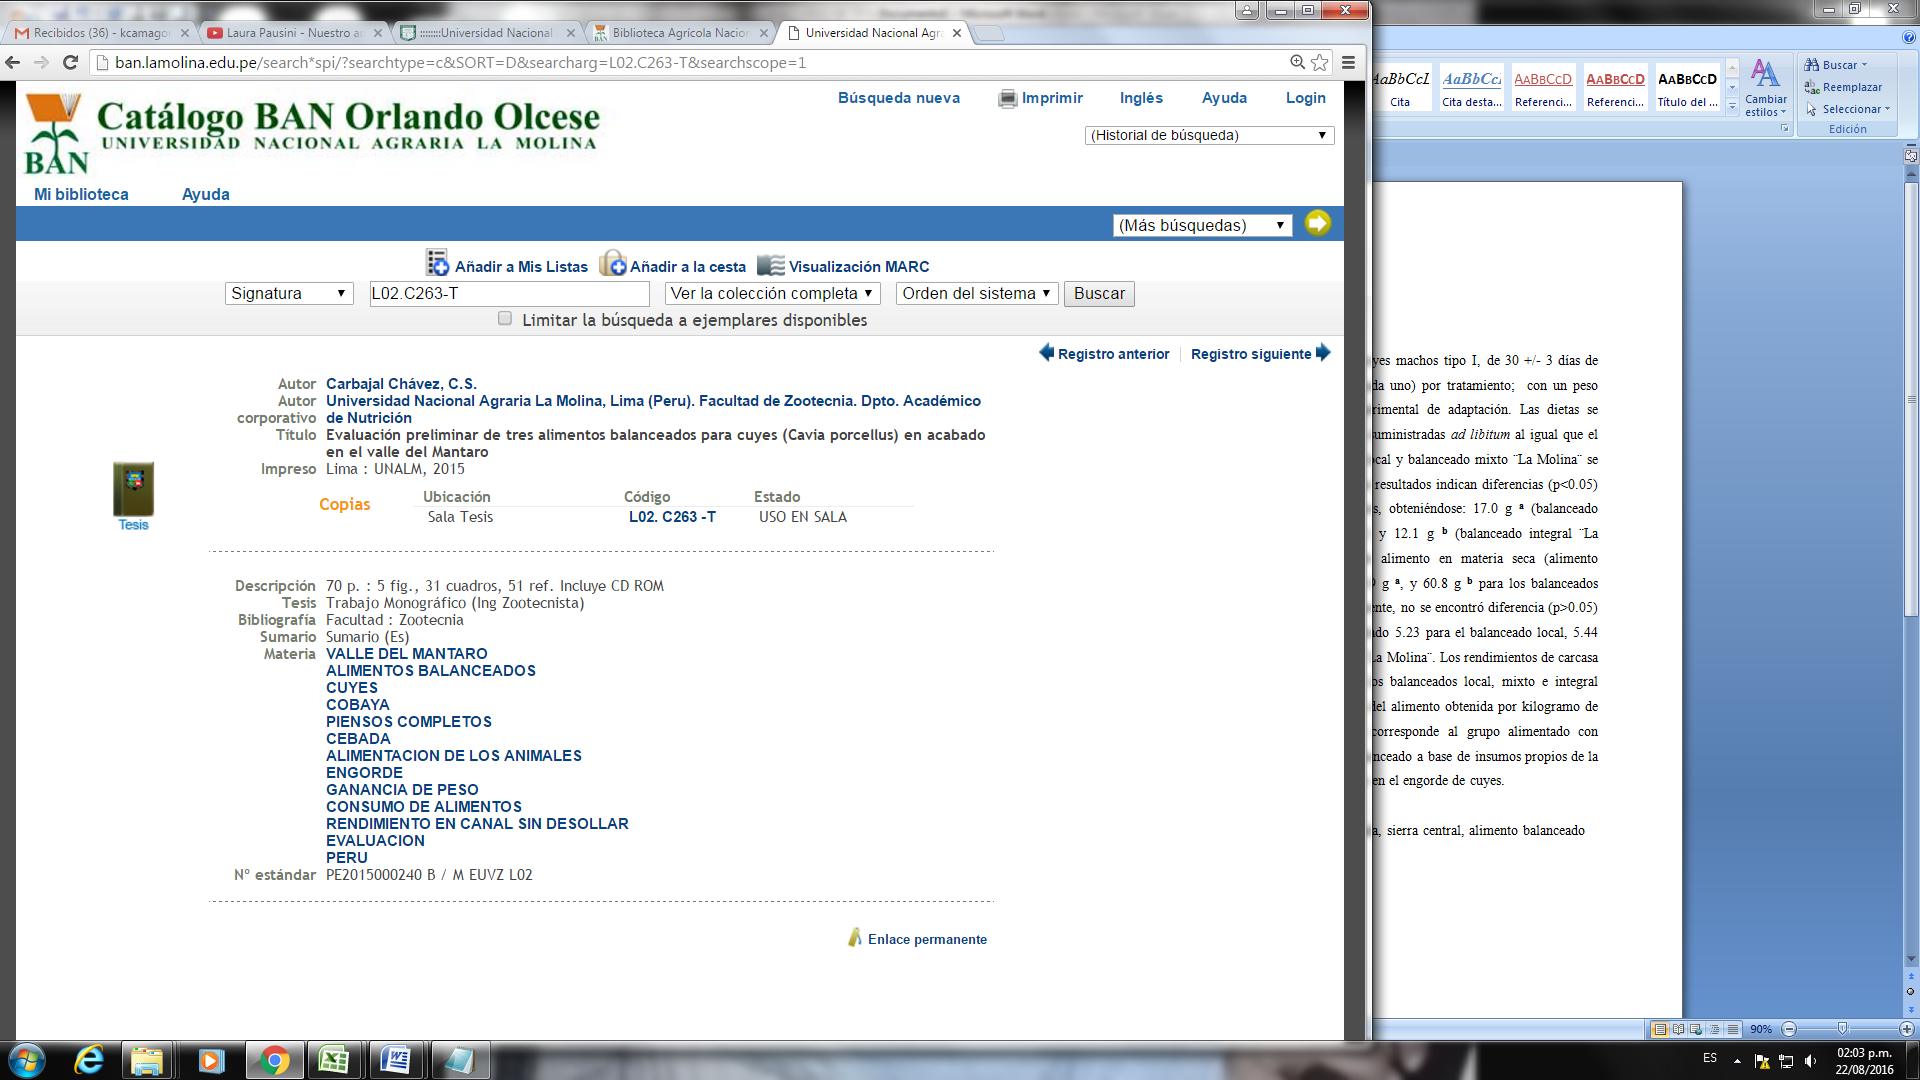 Recibidos (36) - kcamago
Laura Pausini - Nuestro a
::::::::Universidad Nacional
Biblioteca Agrícola Nacion
Universidad Nacional Agra
ban.lamolina.edu.pe/search*spi/?searchtype=c&SORT=D&searcharg=L02.C263-T&searchscope=1
Catálogo BAN Orlando Olcese
UNIVERSIDAD NACIONAL AGRARIA LA MOLINA
BAN
Búsqueda nueva Imprimir Inglés Ayuda Login
(Historial de búsqueda)
Mi biblioteca Ayuda
(Más búsquedas)
Añadir a Mis Listas Añadir a la cesta Visualización MARC
Signatura L02.C263-T Ver la colección completa Orden del sistema Buscar
Limitar la búsqueda a ejemplares disponibles
Registro anterior Registro siguiente
Autor Carbajal Chávez, C.S.
Autor Universidad Nacional Agraria La Molina, Lima (Peru). Facultad de Zootecnia. Dpto. Académico
corporativo de Nutrición
Título Evaluación preliminar de tres alimentos balanceados para cuyes (Cavia porcellus) en acabado
en el valle del Mantaro
Impreso Lima : UNALM, 2015
Tesis
Copias
Ubicación Código Estado
Sala Tesis L02. C263 -T USO EN SALA
Descripción 70 p. : 5 fig., 31 cuadros, 51 ref. Incluye CD ROM
Tesis Trabajo Monográfico (Ing Zootecnista)
Bibliografía Facultad : Zootecnia
Sumario Sumario (Es)
Materia VALLE DEL MANTARO
ALIMENTOS BALANCEADOS
CUYES
COBAYA
PIENSOS COMPLETOS
CEBADA
ALIMENTACION DE LOS ANIMALES
ENGORDE
GANANCIA DE PESO
CONSUMO DE ALIMENTOS
RENDIMIENTO EN CANAL SIN DESOLLAR
EVALUACION
PERU
Nº estándar PE2015000240 B / M EUVZ L02
Enlace permanente
AaBbCcI AaBbCcI AaBbCcD AaBbCcD AaBbCcD
Cita Cita desta... Referenci... Referenci... Título del ...
Cambiar
estilos
Buscar
Reemplazar
Seleccionar
Edición
yes machos tipo I, de 30 +/- 3 días de
da uno) por tratamiento; con un peso
rimental de adaptación. Las dietas se
suministradas ad libitum al igual que el
ocal y balanceado mixto ¨La Molina¨ se
resultados indican diferencias (p<0.05)
s, obteniéndose: 17.0 g ª (balanceado
y 12.1 g ᵇ (balanceado integral ¨La
alimento en materia seca (alimento
g ª, y 60.8 g ᵇ para los balanceados
ente, no se encontró diferencia (p>0.05)
do 5.23 para el balanceado local, 5.44
La Molina¨. Los rendimientos de carcasa
os balanceados local, mixto e integral
del alimento obtenida por kilogramo de
corresponde al grupo alimentado con
nceado a base de insumos propios de la
en el engorde de cuyes.
a, sierra central, alimento balanceado
90%
ES
02:03 p.m.
22/08/2016